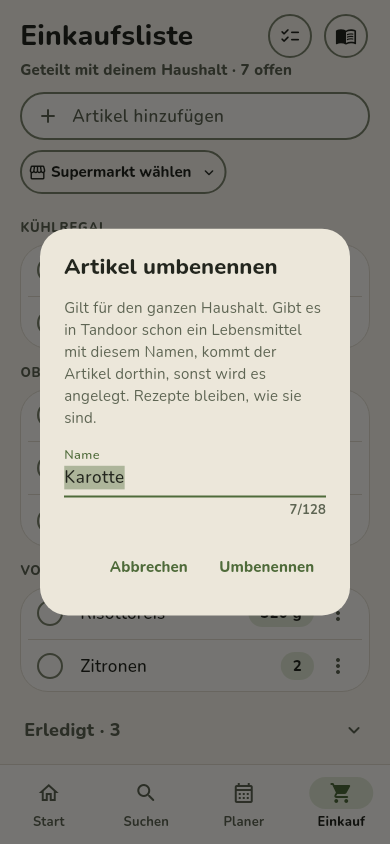 Einkaufsliste
Geteilt mit deinem Haushalt · 7 offen
Artikel hinzufügen
Supermarkt wählen
KÜHLREGAL
Artikel umbenennen
Gilt für den ganzen Haushalt. Gibt es
in Tandoor schon ein Lebensmittel
mit diesem Namen, kommt der
Artikel dorthin, sonst wird es
angelegt. Rezepte bleiben, wie sie
sind.
Name
Karotte
7/128
Abbrechen Umbenennen
Risottoreis 320 g
Zitronen 2
Erledigt · 3
Start Suchen Planer Einkauf